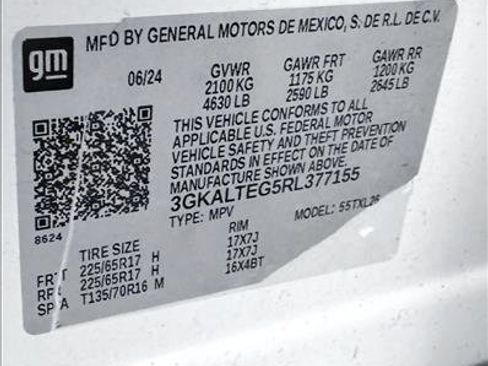 gm
MFD BY GENERAL MOTORS DE MEXICO, S. DE R.L. DE C.V.
06/24 GVWR GAWR FRT GAWR RR
2100 KG 1175 KG 1200 KG
4630 LB 2590 LB 2645 LB
THIS VEHICLE CONFORMS TO ALL
APPLICABLE U.S. FEDERAL MOTOR
VEHICLE SAFETY AND THEFT PREVENTION
STANDARDS IN EFFECT ON THE DATE OF
MANUFACTURE SHOWN ABOVE.
3GKALTEG5RL377155
TYPE: MPV MODEL: 55TXL26
8624
TIRE SIZE RIM
FRT 225/65R17 H 17X7J
RR 225/65R17 H 17X7J
SPA T135/70R16 M 16X4BT